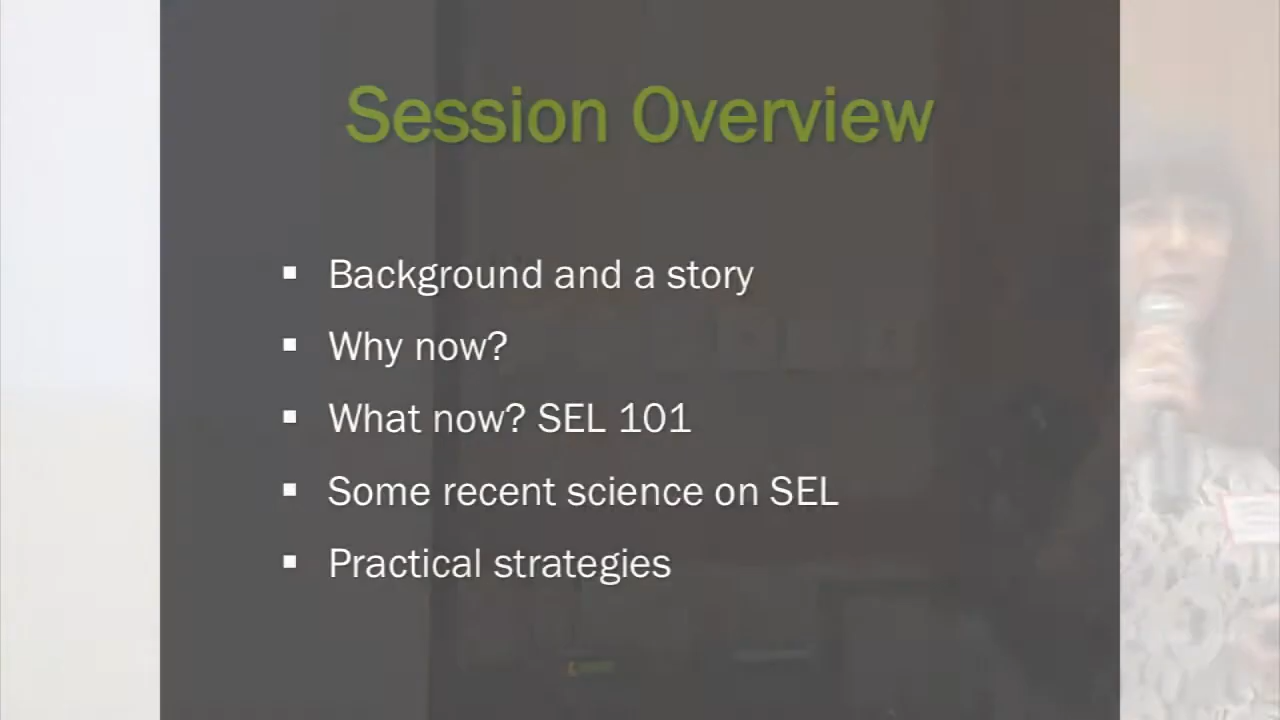 Session Overview
▪ Background and a story
▪ Why now?
▪ What now? SEL 101
▪ Some recent science on SEL
▪ Practical strategies